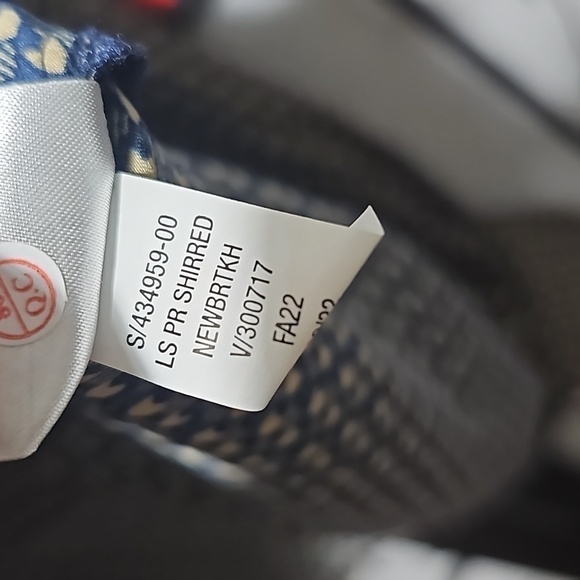 S/434959-00
LS PR SHIRRED
NEWBRTKH
V/300717
FA22
Q.C